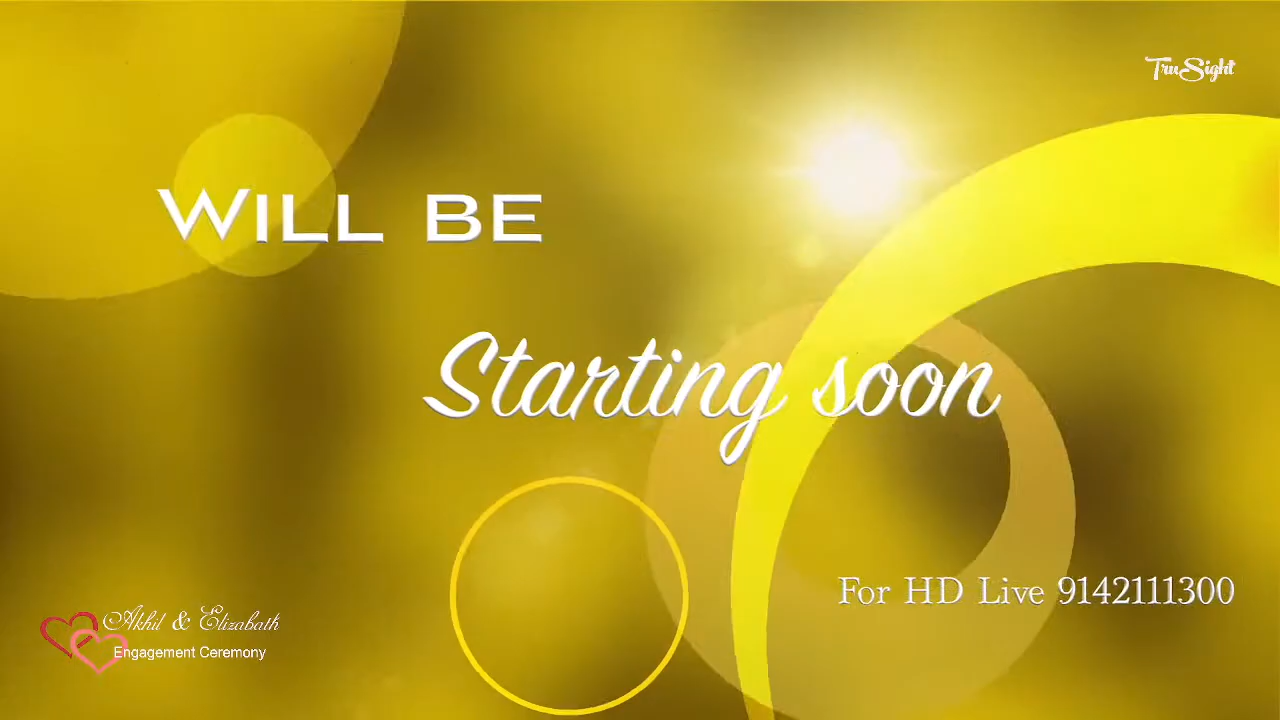 TruSight
Will be
Starting soon
For HD Live 9142111300
Akhil & Elizabath
Engagement Ceremony